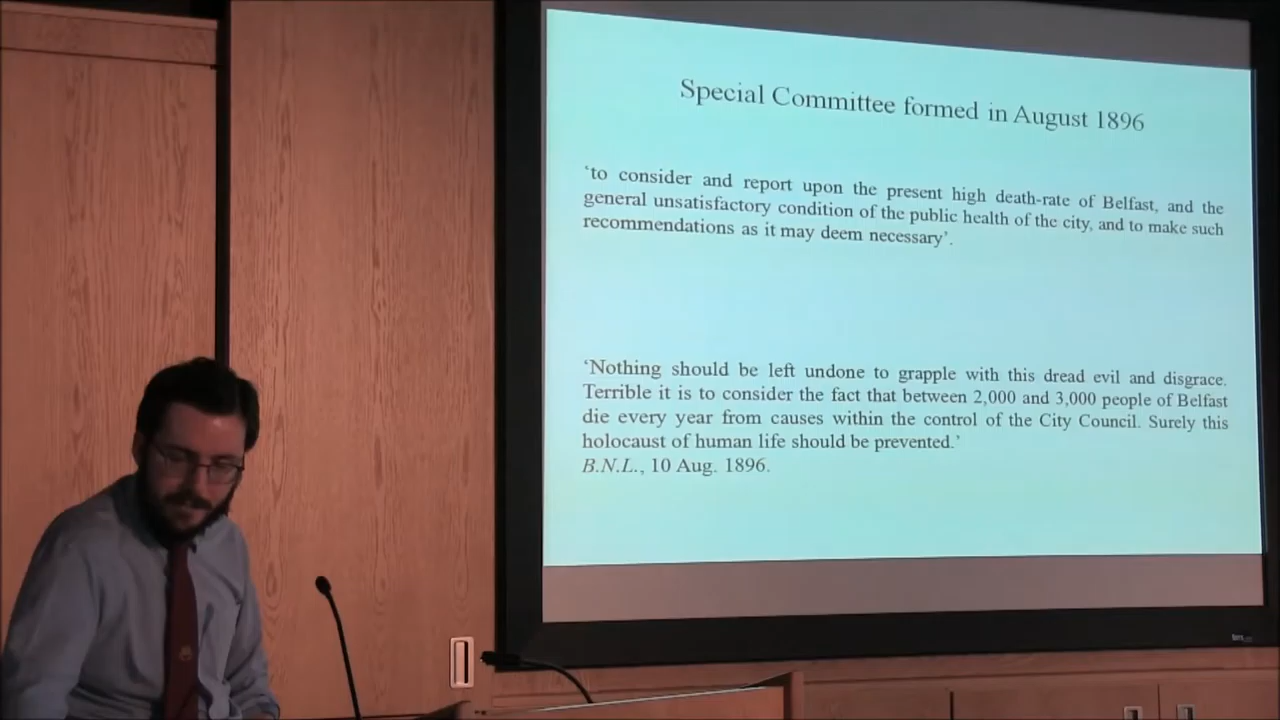 Special Committee formed in August 1896
‘to consider and report upon the present high death-rate of Belfast, and the
general unsatisfactory condition of the public health of the city, and to make such
recommendations as it may deem necessary’.
‘Nothing should be left undone to grapple with this dread evil and disgrace.
Terrible it is to consider the fact that between 2,000 and 3,000 people of Belfast
die every year from causes within the control of the City Council. Surely this
holocaust of human life should be prevented.’
B.N.L., 10 Aug. 1896.